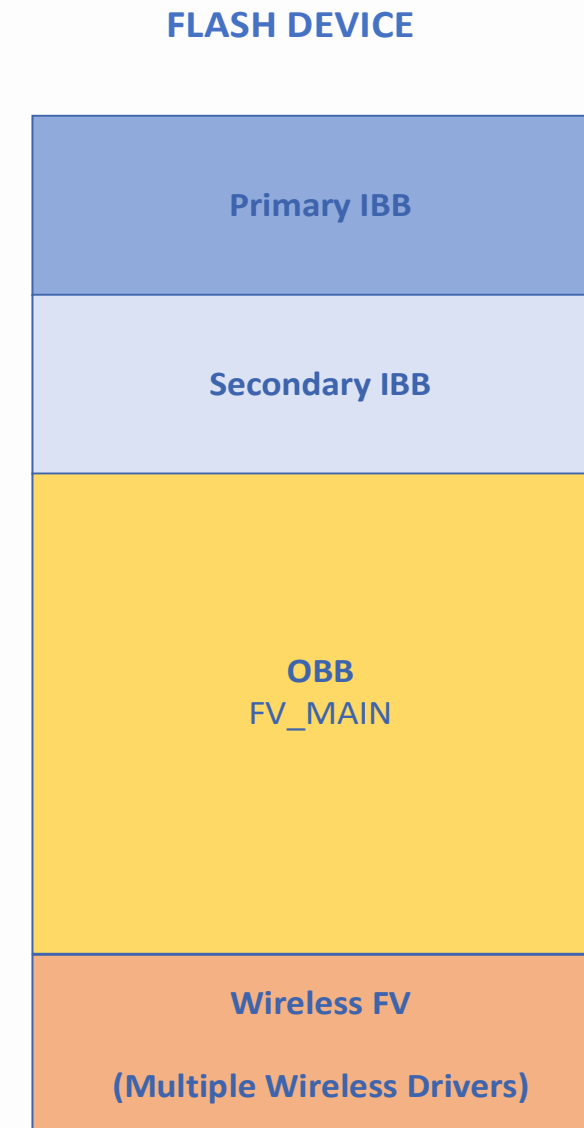 FLASH DEVICE
Primary IBB
Secondary IBB
OBB
FV_MAIN
Wireless FV
(Multiple Wireless Drivers)